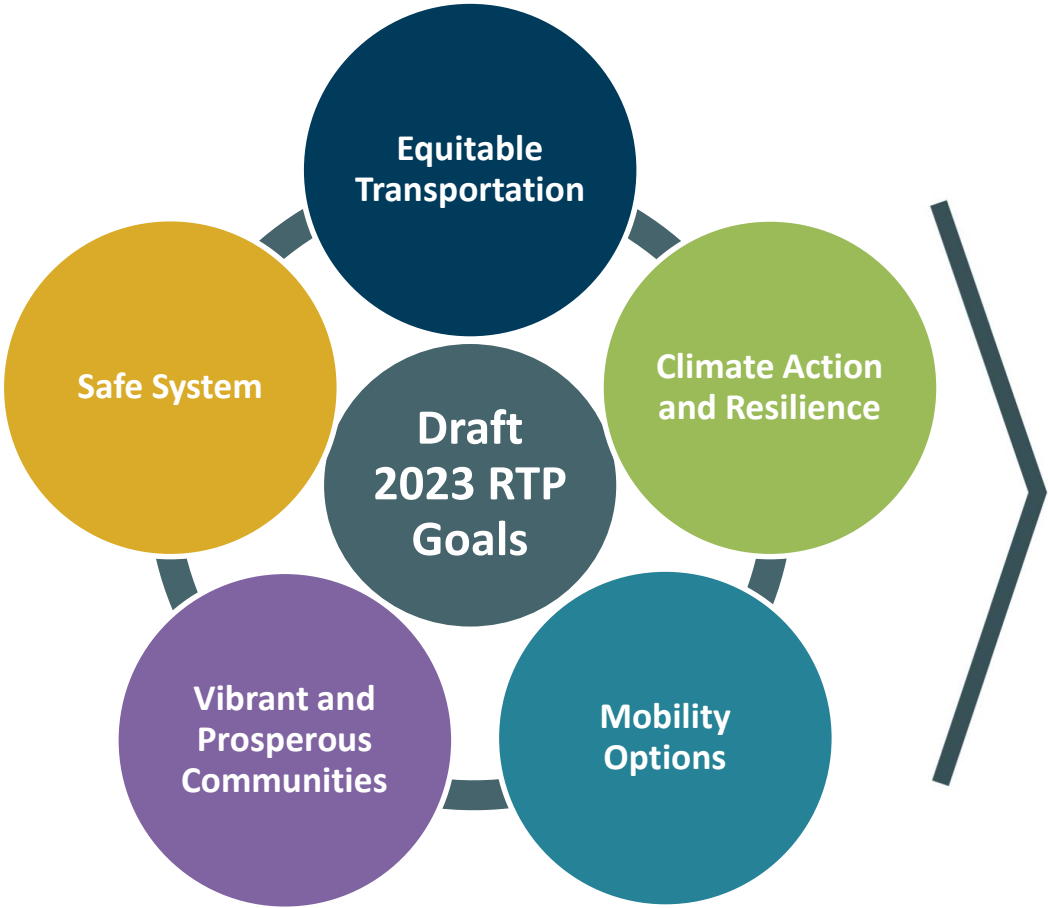 Equitable
Transportation
Climate Action
and Resilience
Safe System
Draft
2023 RTP
Goals
Vibrant and
Prosperous
Communities
Mobility
Options